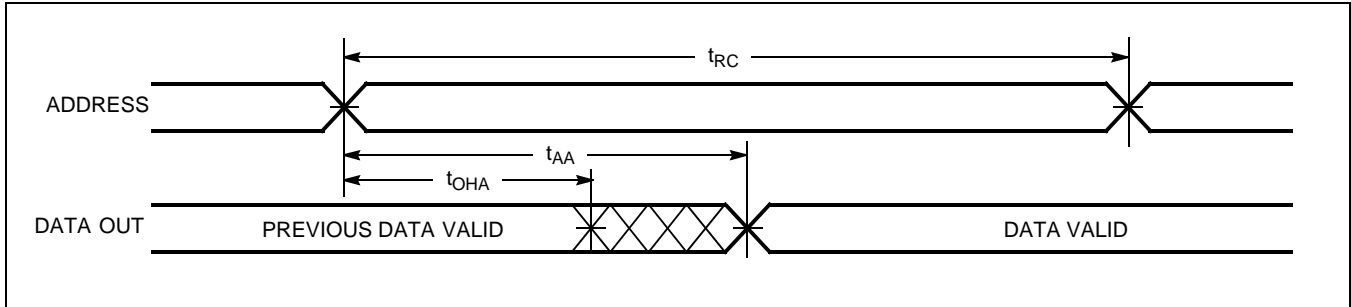 tRC
ADDRESS
tAA
tOHA
DATA OUT
PREVIOUS DATA VALID
DATA VALID